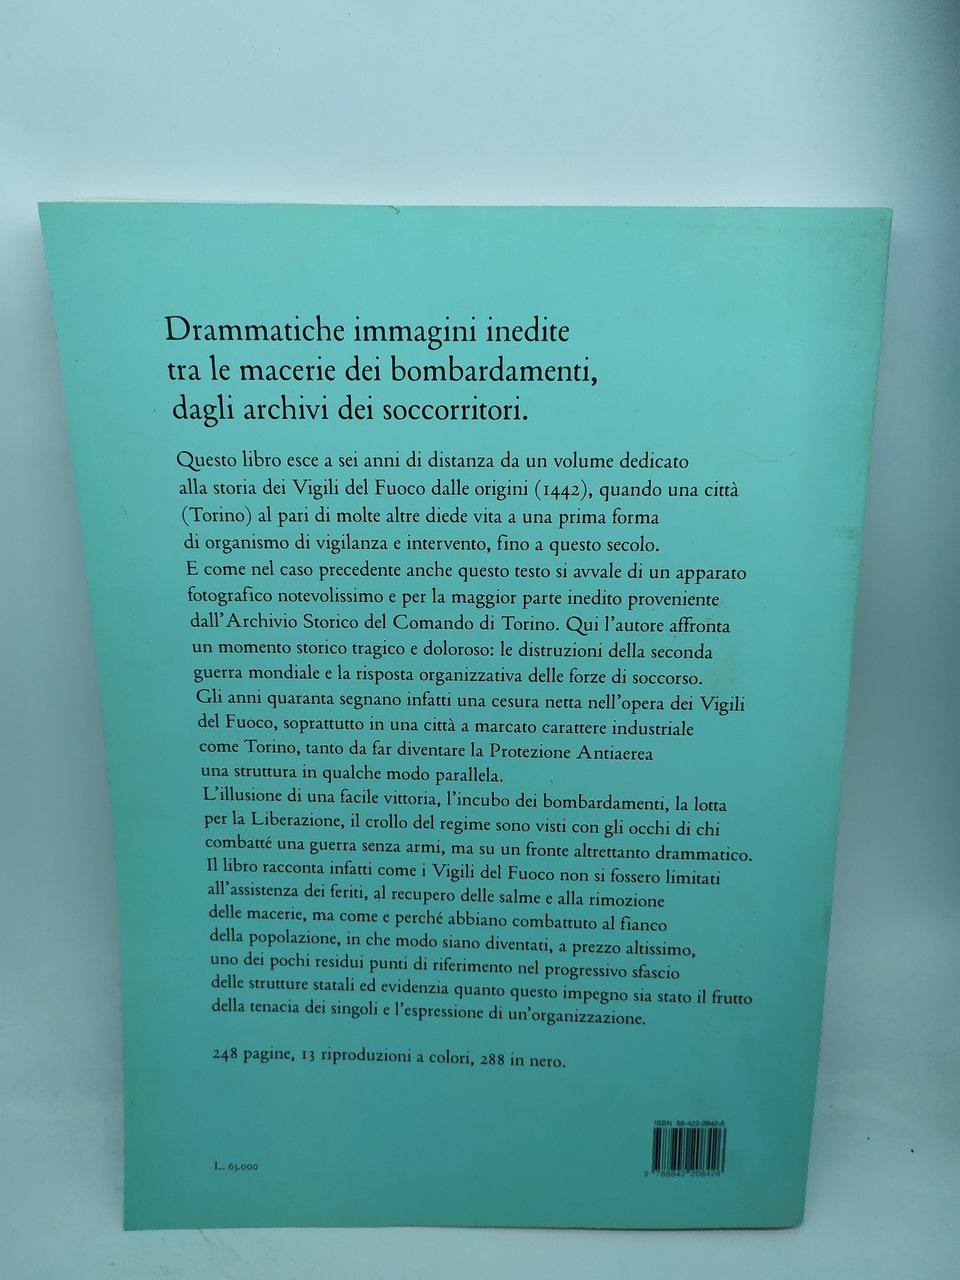 Drammatiche immagini inedite
tra le macerie dei bombardamenti,
dagli archivi dei soccorritori.
Questo libro esce a sei anni di distanza da un volume dedicato
alla storia dei Vigili del Fuoco dalle origini (1442), quando una città
(Torino) al pari di molte altre diede vita a una prima forma
di organismo di vigilanza e intervento, fino a questo secolo.
E come nel caso precedente anche questo testo si avvale di un apparato
fotografico notevolissimo e per la maggior parte inedito proveniente
dall'Archivio Storico del Comando di Torino. Qui l'autore affronta
un momento storico tragico e doloroso: le distruzioni della seconda
guerra mondiale e la risposta organizzativa delle forze di soccorso.
Gli anni quaranta segnano infatti una cesura netta nell'opera dei Vigili
del Fuoco, soprattutto in una città a marcato carattere industriale
come Torino, tanto da far diventare la Protezione Antiaerea
una struttura in qualche modo parallela.
L'illusione di una facile vittoria, l'incubo dei bombardamenti, la lotta
per la Liberazione, il crollo del regime sono visti con gli occhi di chi
combatté una guerra senza armi, ma su un fronte altrettanto drammatico.
Il libro racconta infatti come i Vigili del Fuoco non si fossero limitati
all'assistenza dei feriti, al recupero delle salme e alla rimozione
delle macerie, ma come e perché abbiano combattuto al fianco
della popolazione, in che modo siano diventati, a prezzo altissimo,
uno dei pochi residui punti di riferimento nel progressivo sfascio
delle strutture statali ed evidenzia quanto questo impegno sia stato il frutto
della tenacia dei singoli e l'espressione di un'organizzazione.
248 pagine, 13 riproduzioni a colori, 288 in nero.
L. 65.000
ISBN 88-422-0842-6
9 788842 208426